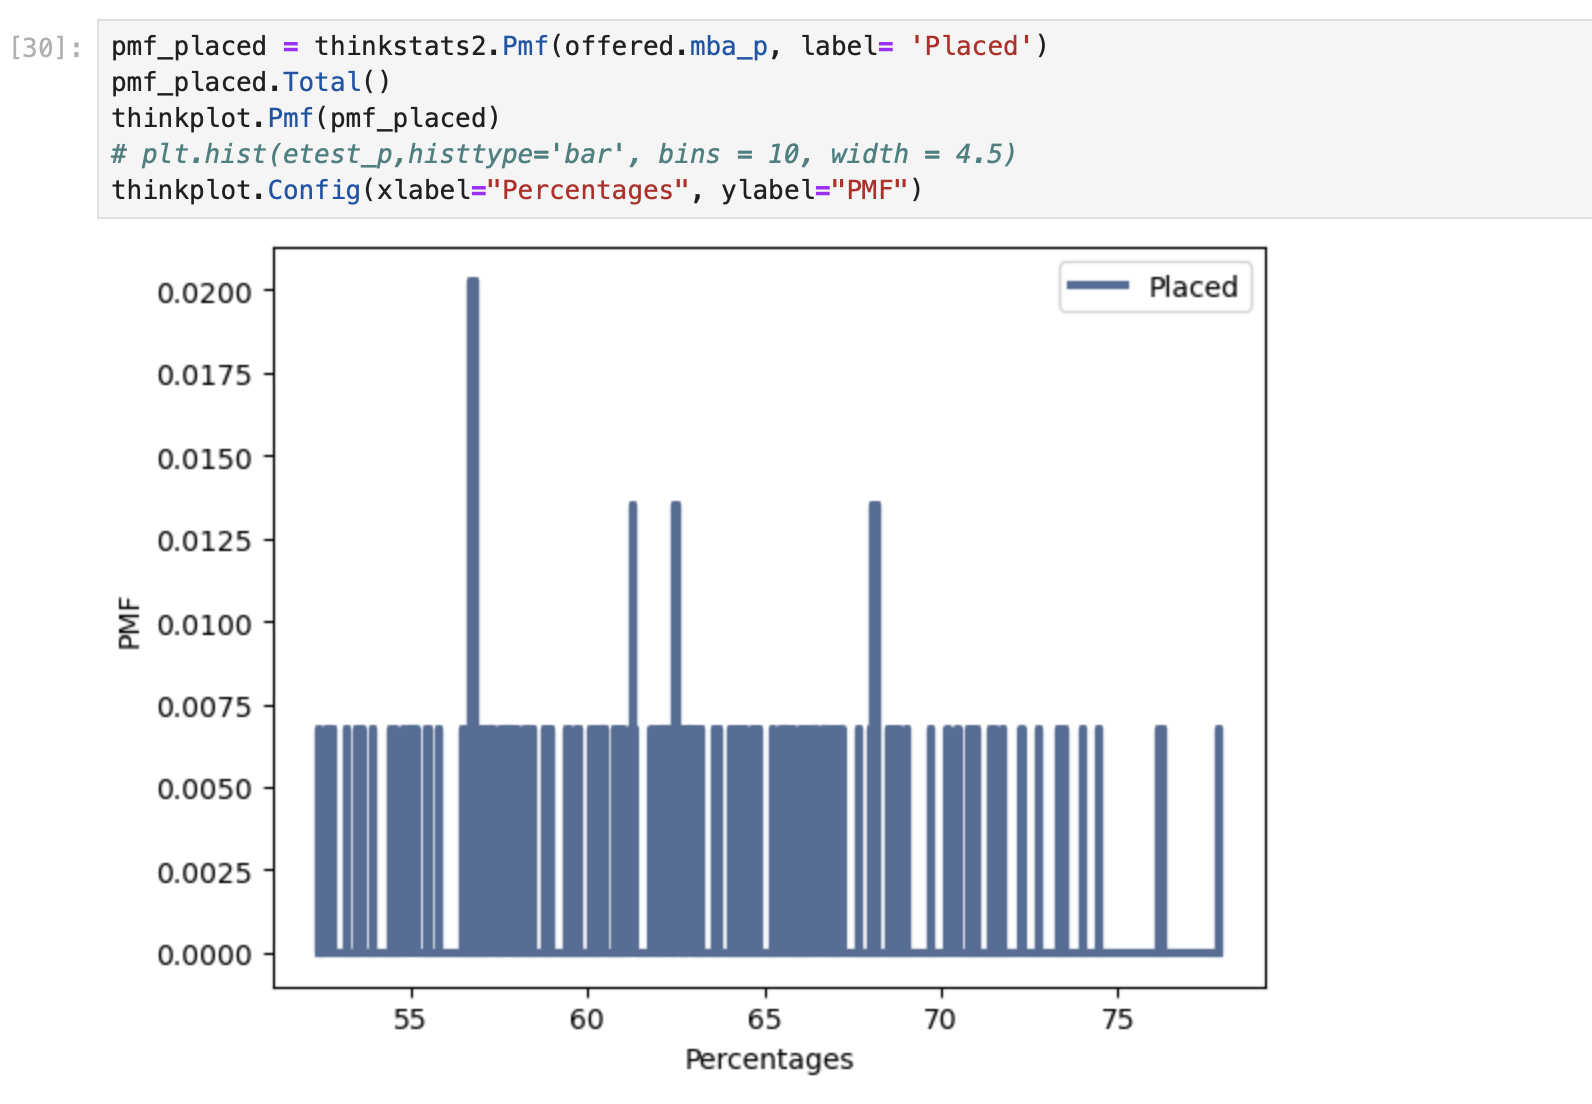 [30]:
pmf_placed = thinkstats2.Pmf(offered.mba_p, label= 'Placed')
pmf_placed.Total()
thinkplot.Pmf(pmf_placed)
# plt.hist(etest_p,histtype='bar', bins = 10, width = 4.5)
thinkplot.Config(xlabel="Percentages", ylabel="PMF")
Placed
0.0200
0.0175
0.0150
0.0125
0.0100
0.0075
0.0050
0.0025
0.0000
PMF
55 60 65 70 75
Percentages